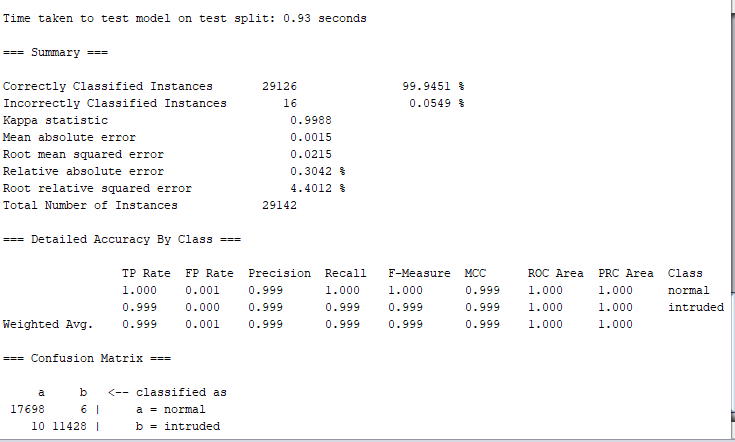 Time taken to test model on test split: 0.93 seconds
=== Summary ===
Correctly Classified Instances 29126 99.9451 %
Incorrectly Classified Instances 16 0.0549 %
Kappa statistic 0.9988
Mean absolute error 0.0015
Root mean squared error 0.0215
Relative absolute error 0.3042 %
Root relative squared error 4.4012 %
Total Number of Instances 29142
=== Detailed Accuracy By Class ===
TP Rate FP Rate Precision Recall F-Measure MCC ROC Area PRC Area Class
1.000 0.001 0.999 1.000 1.000 0.999 1.000 1.000 normal
0.999 0.000 0.999 0.999 0.999 0.999 1.000 1.000 intruded
Weighted Avg. 0.999 0.001 0.999 0.999 0.999 0.999 1.000 1.000
=== Confusion Matrix ===
a b <-- classified as
17698 6 | a = normal
10 11428 | b = intruded